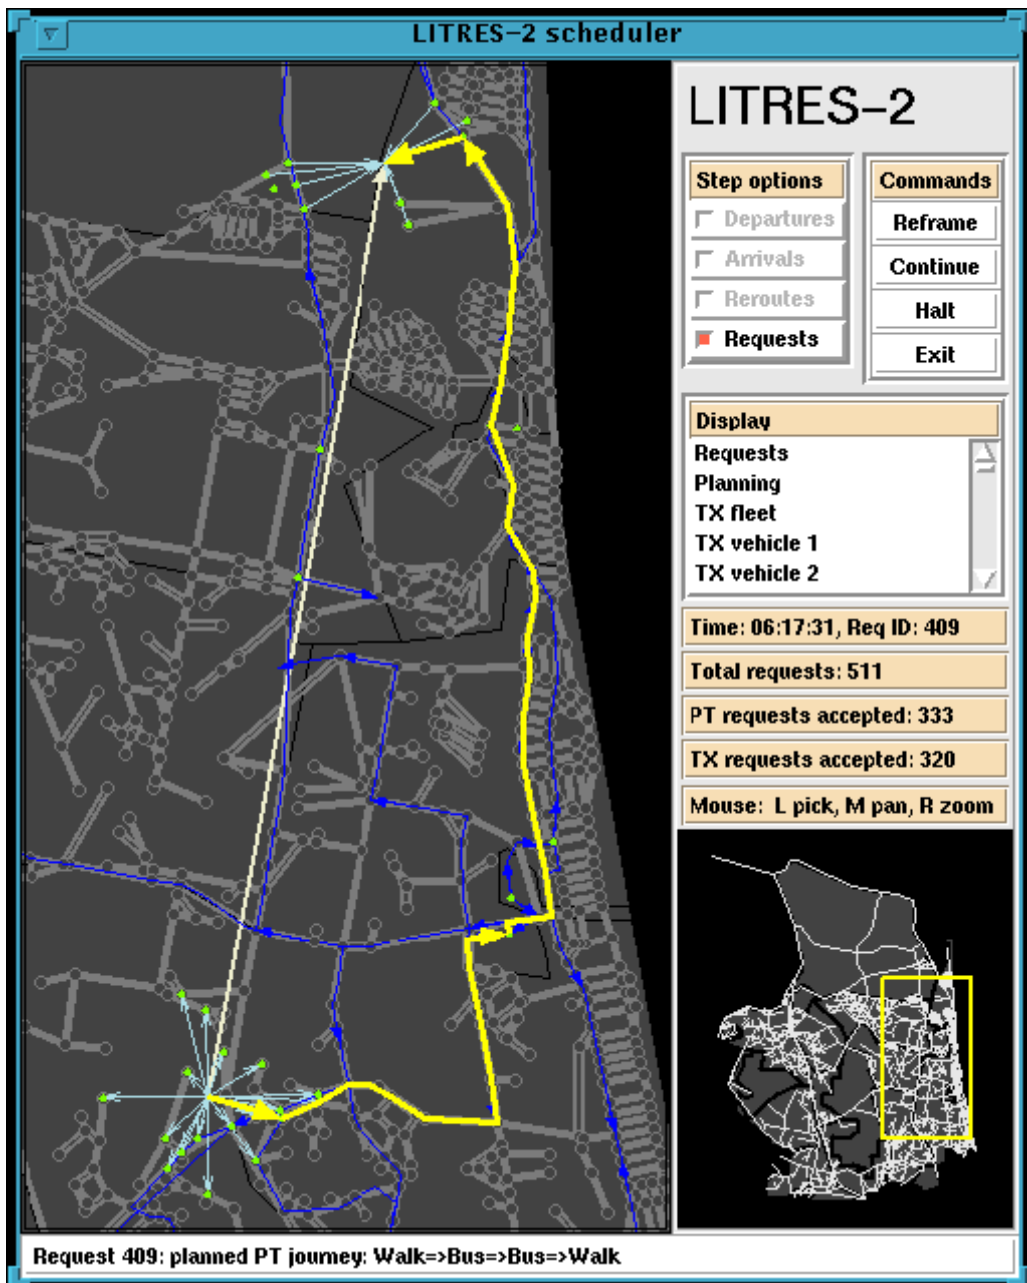 LITRES-2 scheduler
LITRES-2
Step options
Departures
Arrivals
Reroutes
Requests
Commands
Reframe
Continue
Halt
Exit
Display
Requests
Planning
TX fleet
TX vehicle 1
TX vehicle 2
Time: 06:17:31, Req ID: 409
Total requests: 511
PT requests accepted: 333
TX requests accepted: 320
Mouse: L pick, M pan, R zoom
Request 409: planned PT journey: Walk=>Bus=>Bus=>Walk